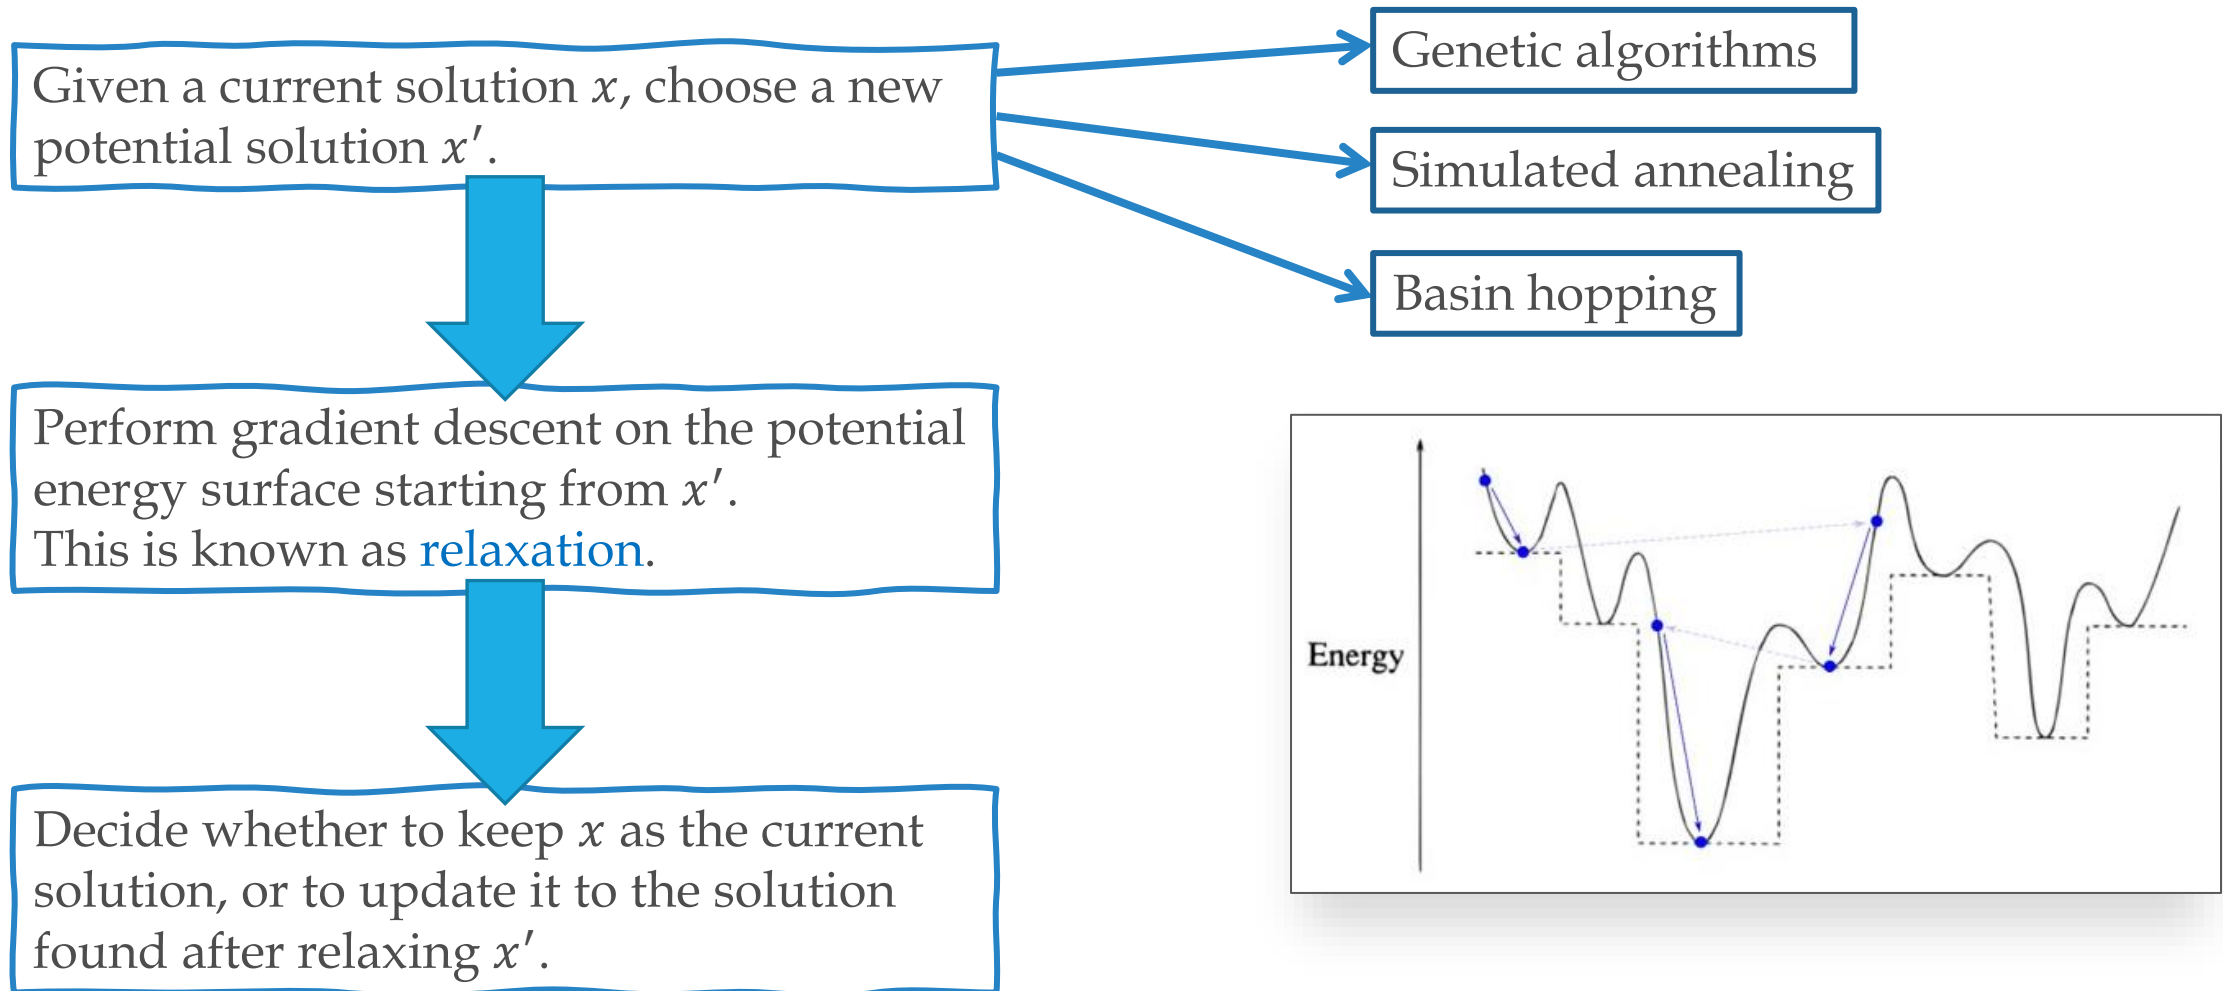 Given a current solution x, choose a new
potential solution x′.
Genetic algorithms
Simulated annealing
Basin hopping
Perform gradient descent on the potential
energy surface starting from x′.
This is known as relaxation.
Energy
Decide whether to keep x as the current
solution, or to update it to the solution
found after relaxing x′.